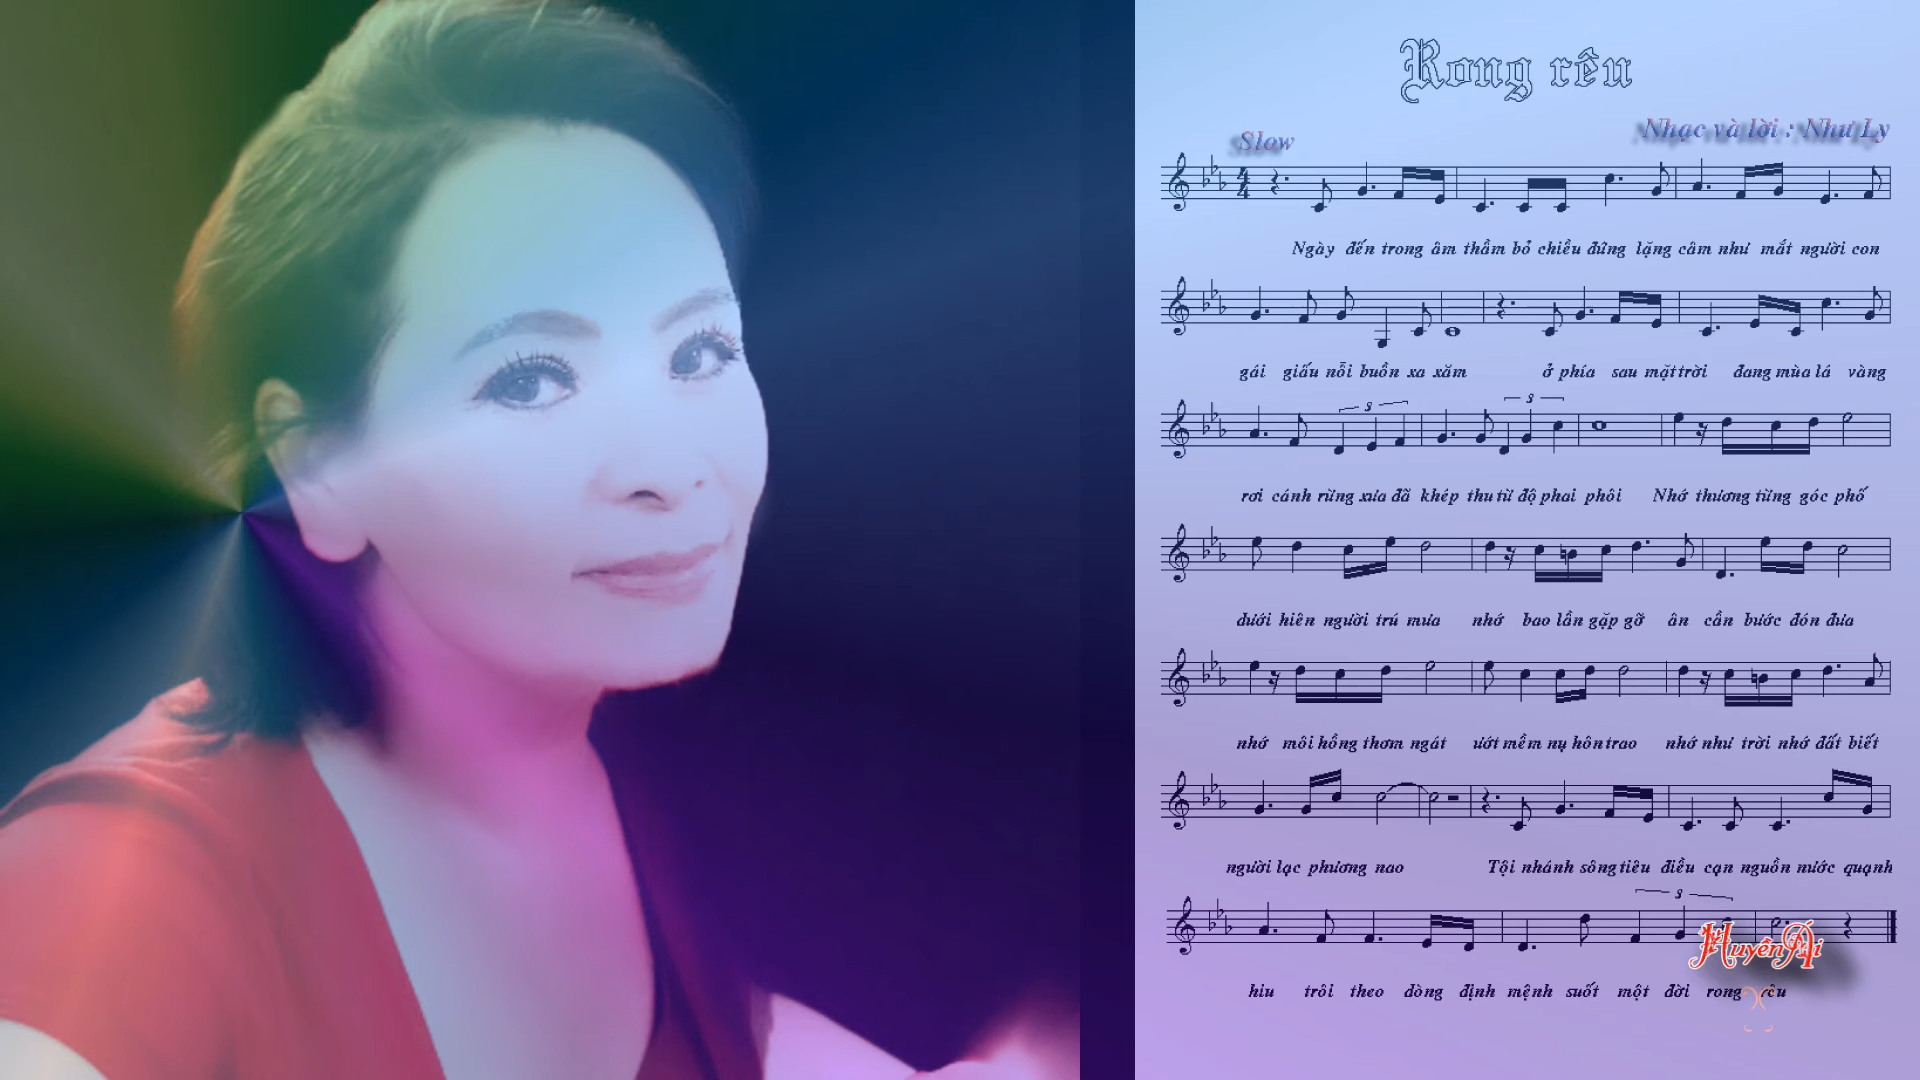 Rong rêu
Nhạc và lời : Như Ly
Slow
Ngày đến trong âm thầm bỏ chiều đứng lặng câm như mắt người con
gái giấu nỗi buồn xa xăm ở phía sau mặt trời đang mùa lá vàng
3 3
rơi cánh rừng xưa đã khép thu từ độ phai phôi Nhớ thương từng góc phố
dưới hiên người trú mưa nhớ bao lần gặp gỡ ân cần bước đón đưa
nhớ môi hồng thơm ngát ướt mềm nụ hôn trao nhớ như trời nhớ đất biết
người lạc phương nao Tội nhánh sông tiêu điều cạn nguồn nước quạnh
3
Huyền Ái
hiu trôi theo dòng định mệnh suốt một đời rong rêu